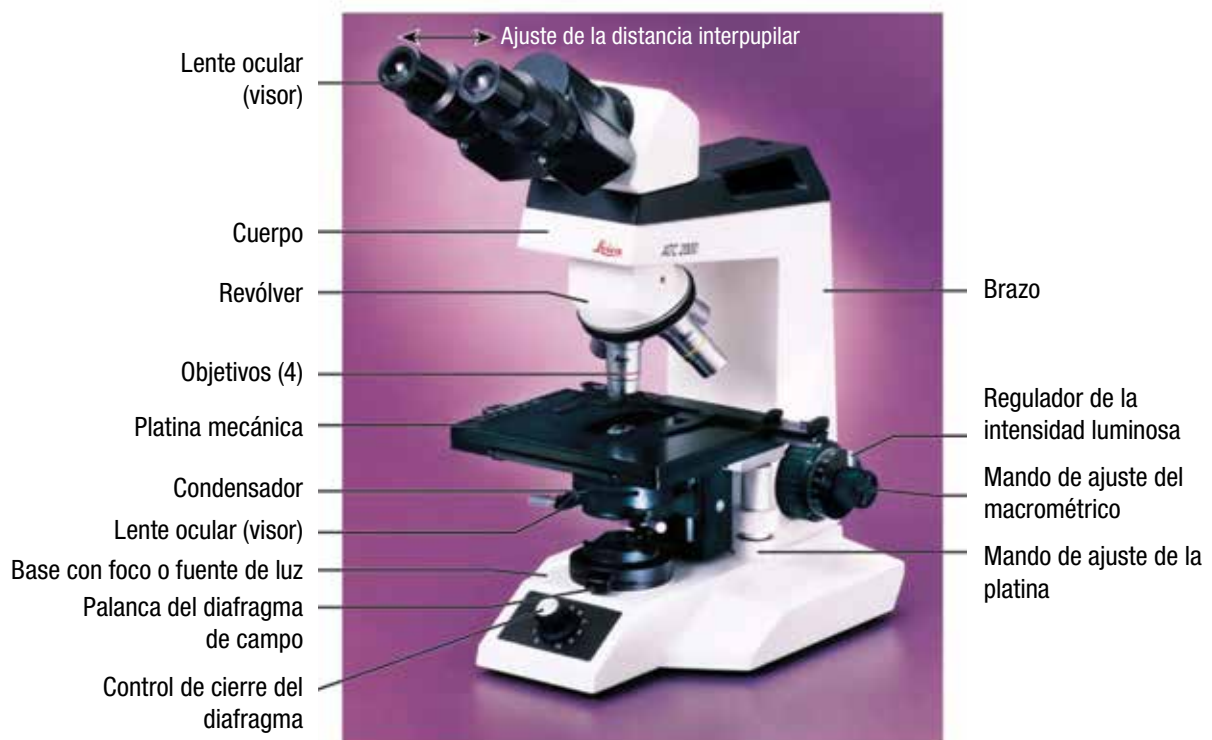 Ajuste de la distancia interpupilar
Lente ocular
(visor)
Cuerpo
Revólver
Objetivos (4)
Platina mecánica
Condensador
Lente ocular (visor)
Base con foco o fuente de luz
Palanca del diafragma
de campo
Control de cierre del
diafragma
Leica
ATC 2000
Brazo
Regulador de la
intensidad luminosa
Mando de ajuste del
macrométrico
Mando de ajuste de la
platina